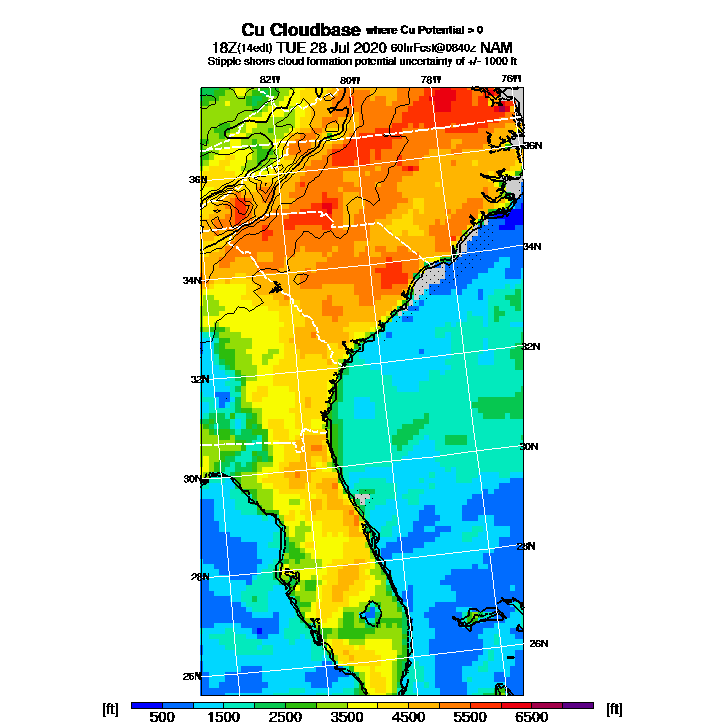 Cu Cloudbase where Cu Potential > 0
18Z(14edt) TUE 28 Jul 2020 60hrFcst@0840z NAM
Stipple shows cloud formation potential uncertainty of +/- 1000 ft
82W 80W 78W 76W
36N
36N
34N
34N
32N
32N
30N
30N
28N
28N
26N
26N
[ft] [ft]
500 1500 2500 3500 4500 5500 6500